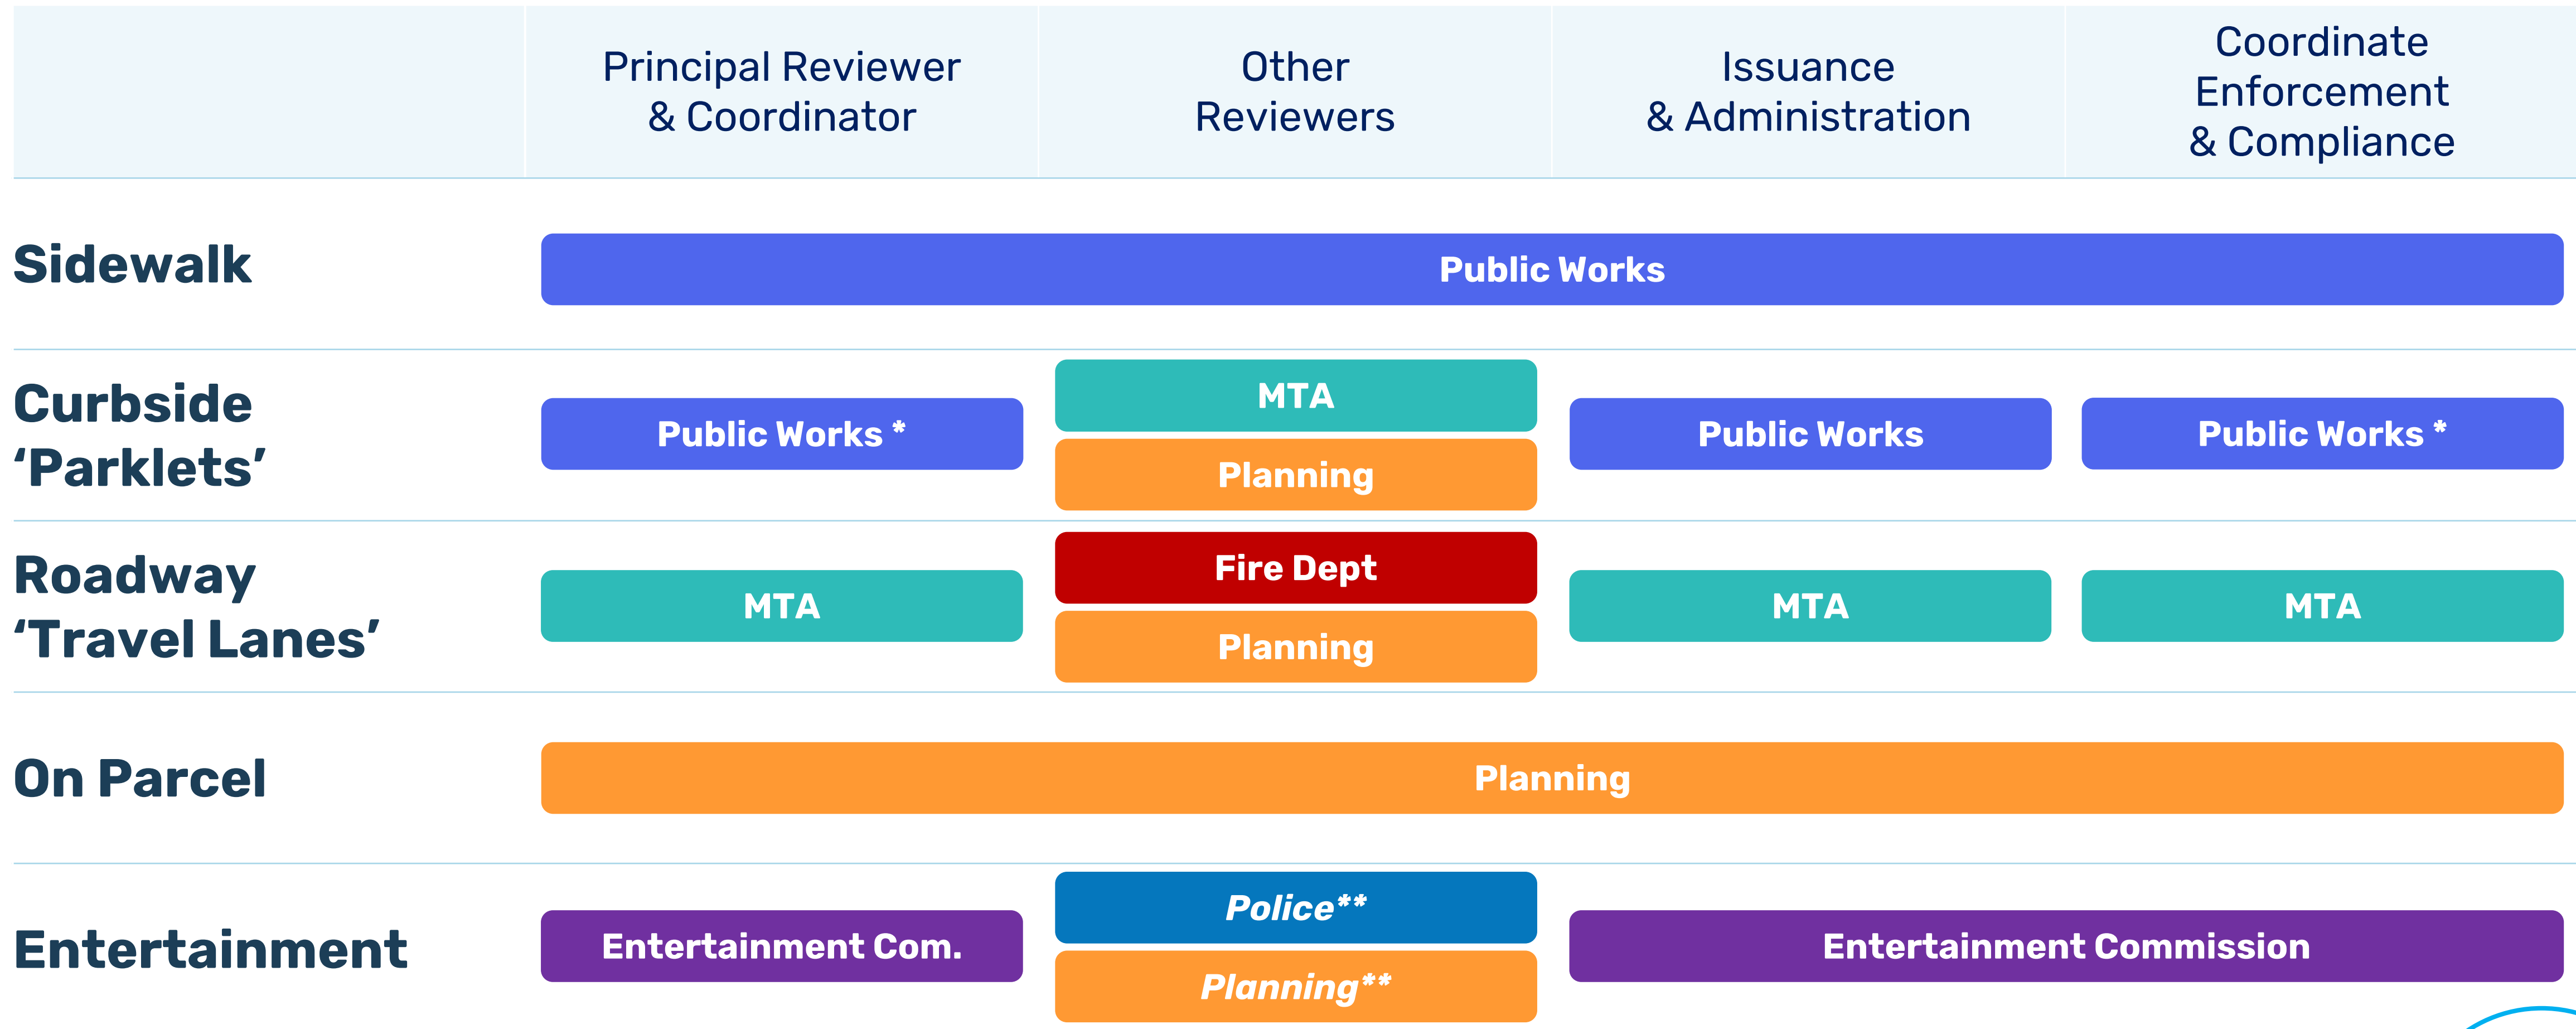 Principal Reviewer
& Coordinator
Other
Reviewers
Issuance
& Administration
Coordinate
Enforcement
& Compliance
Sidewalk
Public Works
Curbside
‘Parklets’
Public Works *
MTA
Planning
Public Works
Public Works *
Roadway
‘Travel Lanes’
MTA
Fire Dept
Planning
MTA
MTA
On Parcel
Planning
Entertainment
Entertainment Com.
Police**
Planning**
Entertainment Commission